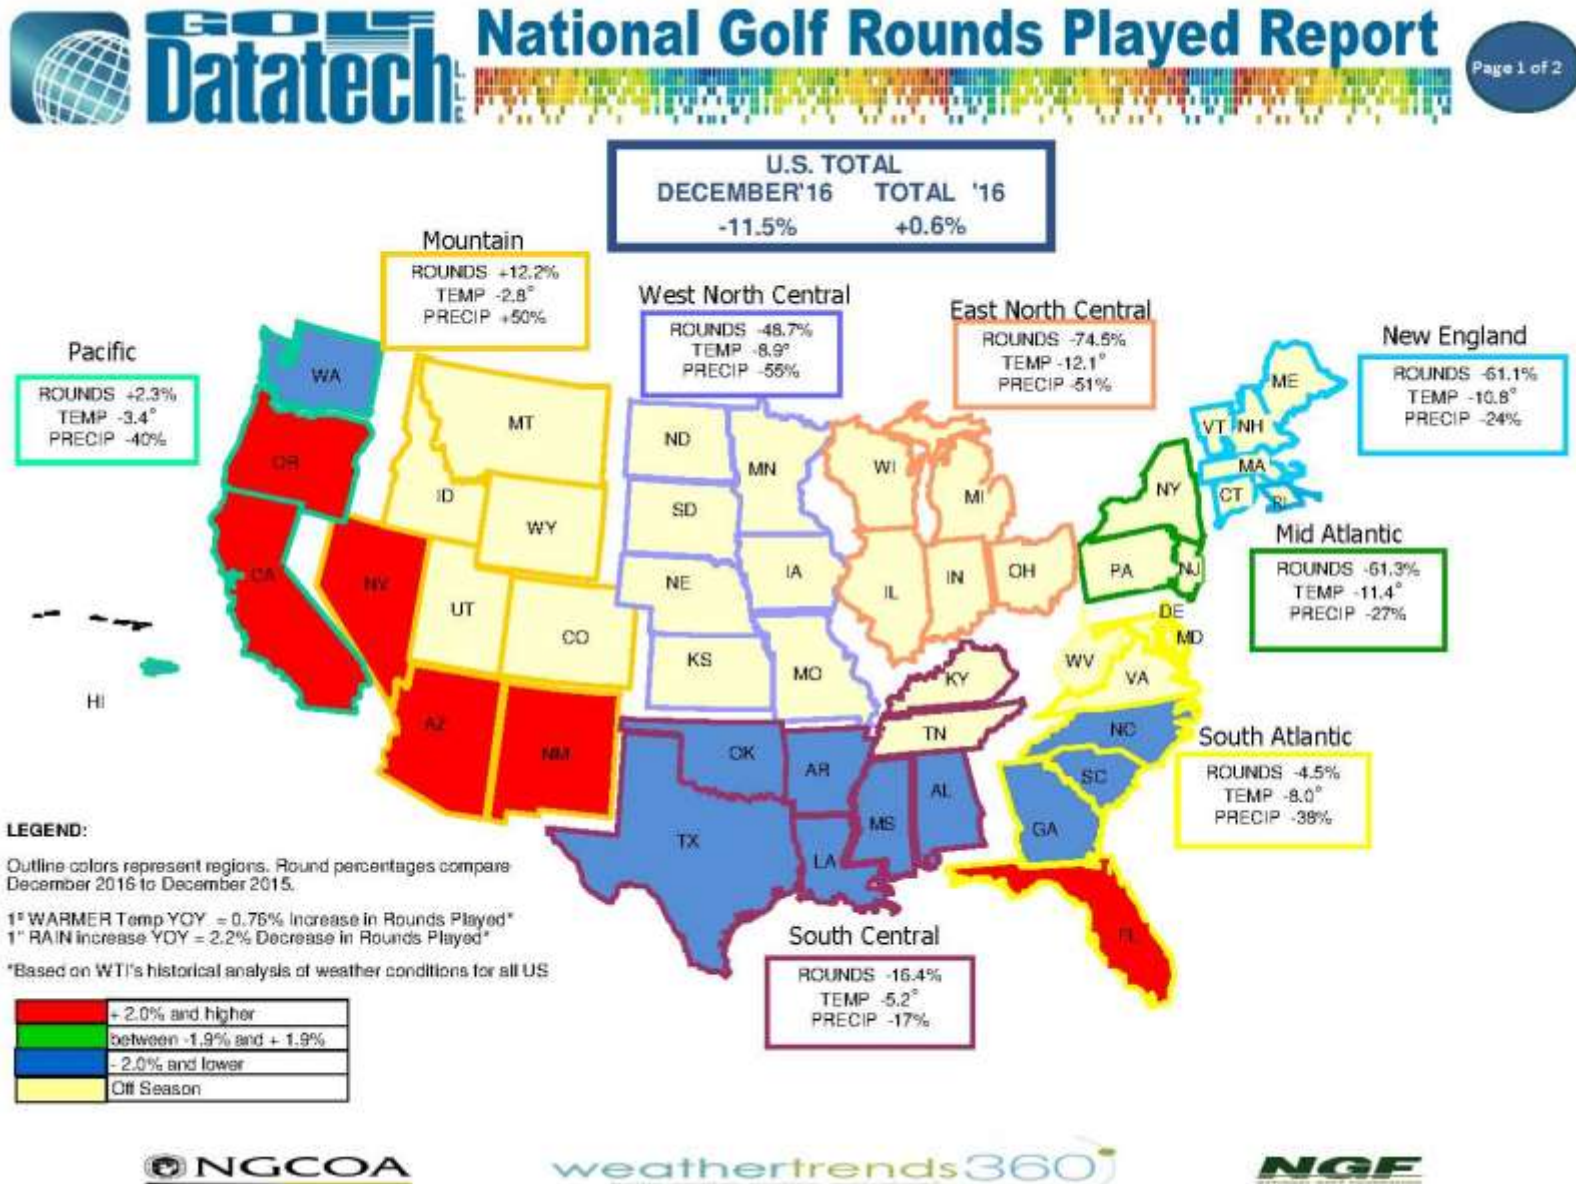 GOLF
Datatech L.L.C.
National Golf Rounds Played Report
Page 1 of 2
U.S. TOTAL
DECEMBER'16 TOTAL '16
-11.5% +0.6%
Mountain
ROUNDS +12.2%
TEMP -2.8°
PRECIP +50%
West North Central
ROUNDS -48.7%
TEMP -8.9°
PRECIP -55%
East North Central
ROUNDS -74.5%
TEMP -12.1°
PRECIP -51%
New England
ROUNDS -61.1%
TEMP -10.8°
PRECIP -24%
Pacific
ROUNDS +2.3%
TEMP -3.4°
PRECIP -40%
Mid Atlantic
ROUNDS -61.3%
TEMP -11.4°
PRECIP -27%
South Atlantic
ROUNDS -4.5%
TEMP -8.0°
PRECIP -38%
South Central
ROUNDS -16.4%
TEMP -5.2°
PRECIP -17%
WA
OR
CA
HI
MT
ID
WY
NV
UT
CO
AZ
NM
ND
MN
SD
IA
NE
KS
MO
WI
MI
IL
IN
OH
ME
VT
NH
MA
CT
RI
NY
PA
NJ
DE
MD
WV
VA
NC
SC
GA
FL
KY
TN
OK
AR
TX
LA
MS
AL
LEGEND:
Outline colors represent regions. Round percentages compare
December 2016 to December 2015.
1° WARMER Temp YOY = 0.76% Increase in Rounds Played*
1" RAIN increase YOY = 2.2% Decrease in Rounds Played*
*Based on WTI's historical analysis of weather conditions for all US
+ 2.0% and higher
between -1.9% and + 1.9%
- 2.0% and lower
Off Season
NGCOA
weathertrends360
NGF